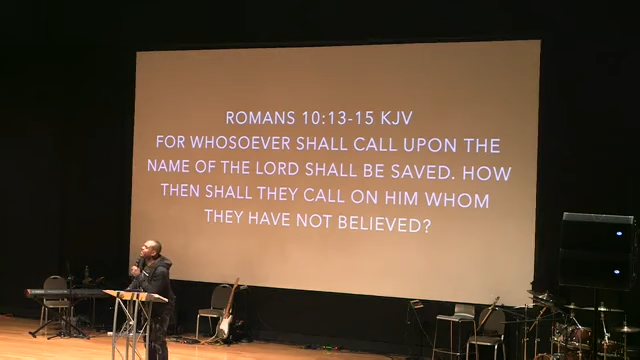 ROMANS 10:13-15 KJV
FOR WHOSOEVER SHALL CALL UPON THE
NAME OF THE LORD SHALL BE SAVED. HOW
THEN SHALL THEY CALL ON HIM WHOM
THEY HAVE NOT BELIEVED?